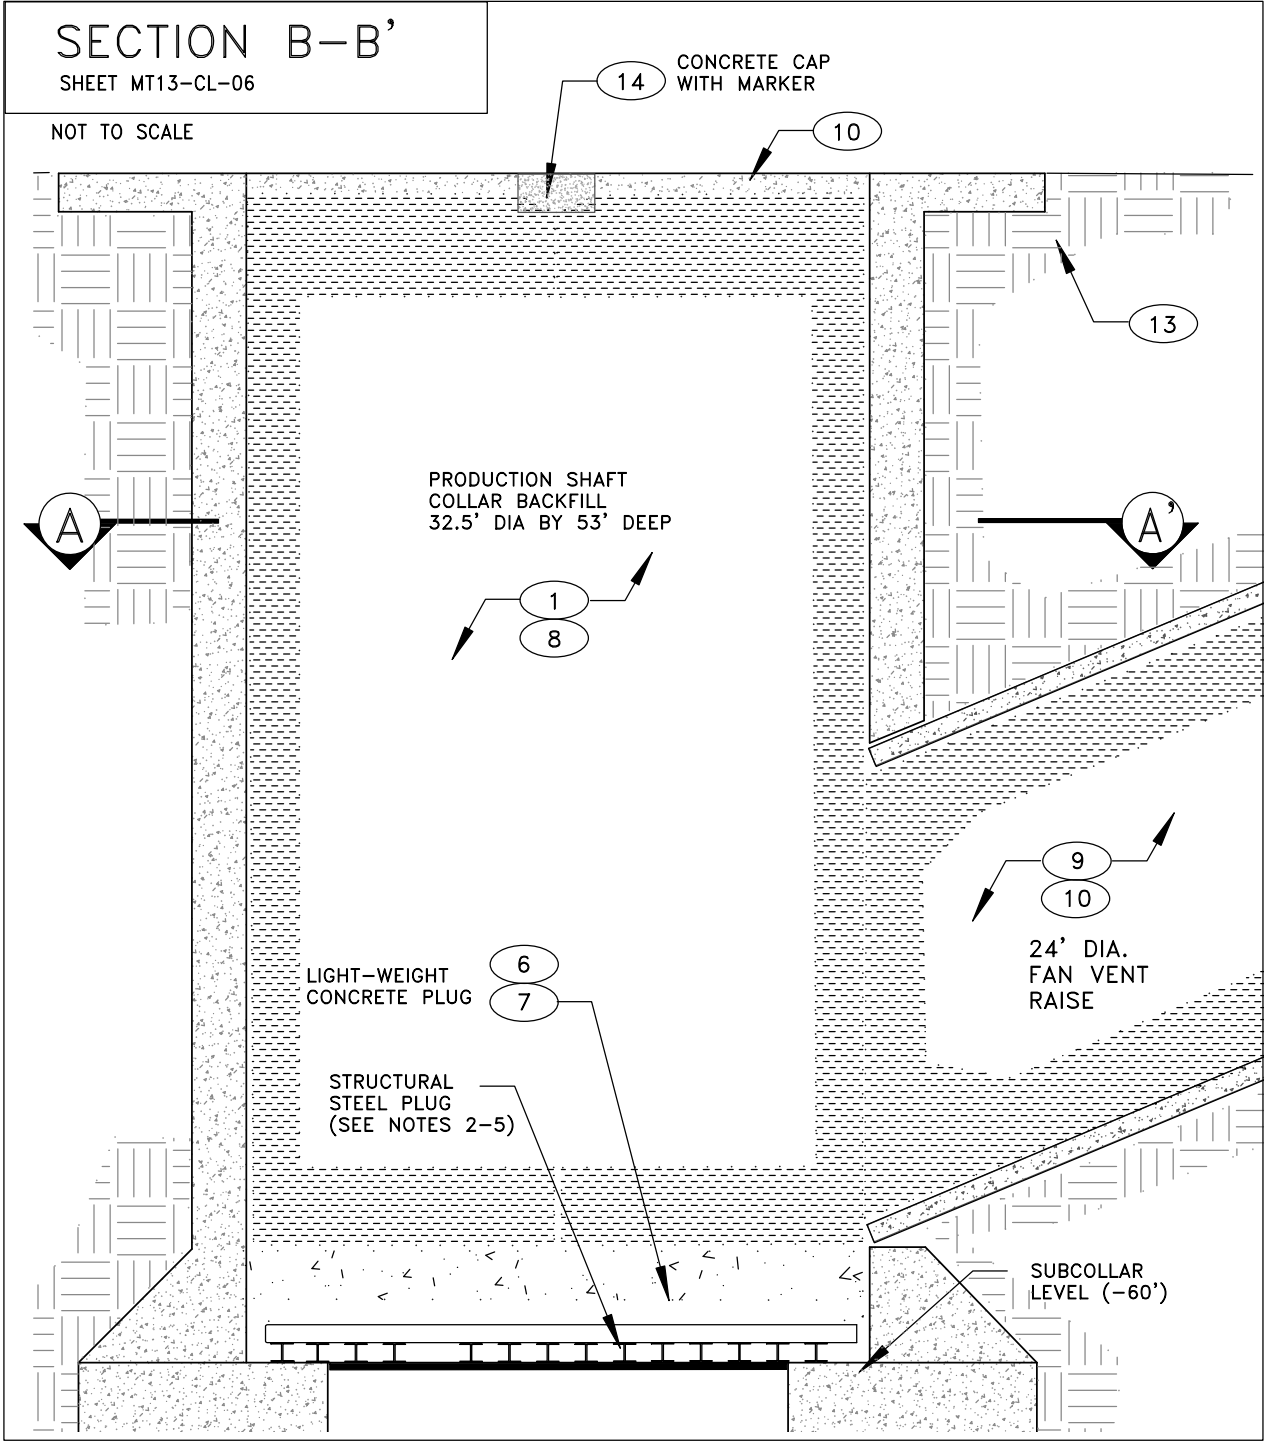 SECTION B-B'
SHEET MT13-CL-06
NOT TO SCALE
14
CONCRETE CAP
WITH MARKER
10
13
PRODUCTION SHAFT
COLLAR BACKFILL
32.5' DIA BY 53' DEEP
A
A'
1
8
9
10
24' DIA.
FAN VENT
RAISE
LIGHT-WEIGHT
CONCRETE PLUG
6
7
STRUCTURAL
STEEL PLUG
(SEE NOTES 2-5)
SUBCOLLAR
LEVEL (-60')